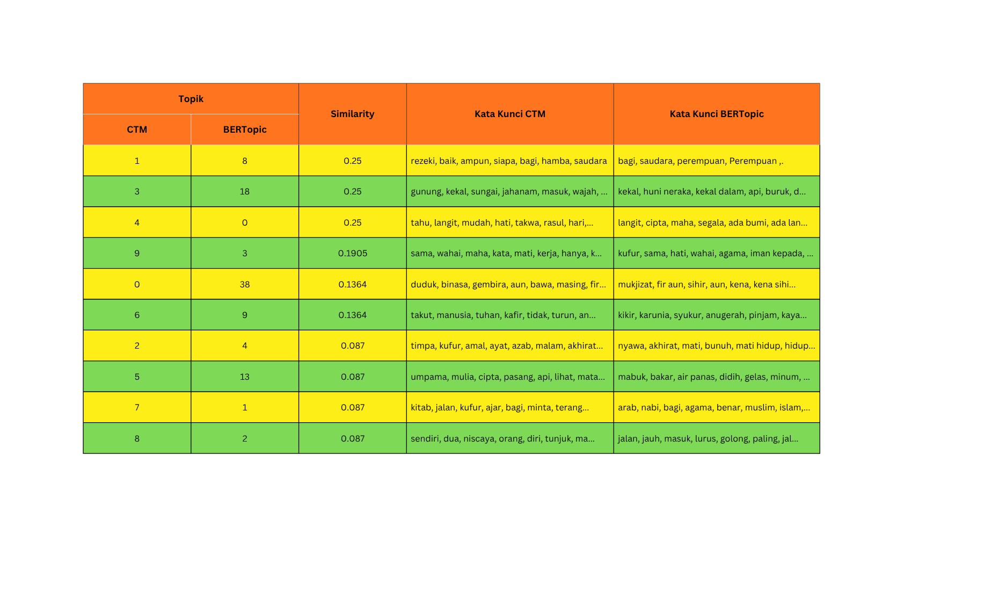 Topik
Similarity
Kata Kunci CTM
Kata Kunci BERTopic
CTM
BERTopic
1 8 0.25 rezeki, baik, ampun, siapa, bagi, hamba, saudara bagi, saudara, perempuan, Perempuan ,.
3 18 0.25 gunung, kekal, sungai, jahanam, masuk, wajah, ... kekal, huni neraka, kekal dalam, api, buruk, d...
4 0 0.25 tahu, langit, mudah, hati, takwa, rasul, hari,... langit, cipta, maha, segala, ada bumi, ada lan...
9 3 0.1905 sama, wahai, maha, kata, mati, kerja, hanya, k... kufur, sama, hati, wahai, agama, iman kepada, ...
0 38 0.1364 duduk, binasa, gembira, aun, bawa, masing, fir... mukjizat, fir aun, sihir, aun, kena, kena sihi...
6 9 0.1364 takut, manusia, tuhan, kafir, tidak, turun, an... kikir, karunia, syukur, anugerah, pinjam, kaya...
2 4 0.087 timpa, kufur, amal, ayat, azab, malam, akhirat... nyawa, akhirat, mati, bunuh, mati hidup, hidup...
5 13 0.087 umpama, mulia, cipta, pasang, api, lihat, mata... mabuk, bakar, air panas, didih, gelas, minum, ...
7 1 0.087 kitab, jalan, kufur, ajar, bagi, minta, terang... arab, nabi, bagi, agama, benar, muslim, islam,...
8 2 0.087 sendiri, dua, niscaya, orang, diri, tunjuk, ma... jalan, jauh, masuk, lurus, golong, paling, jal...